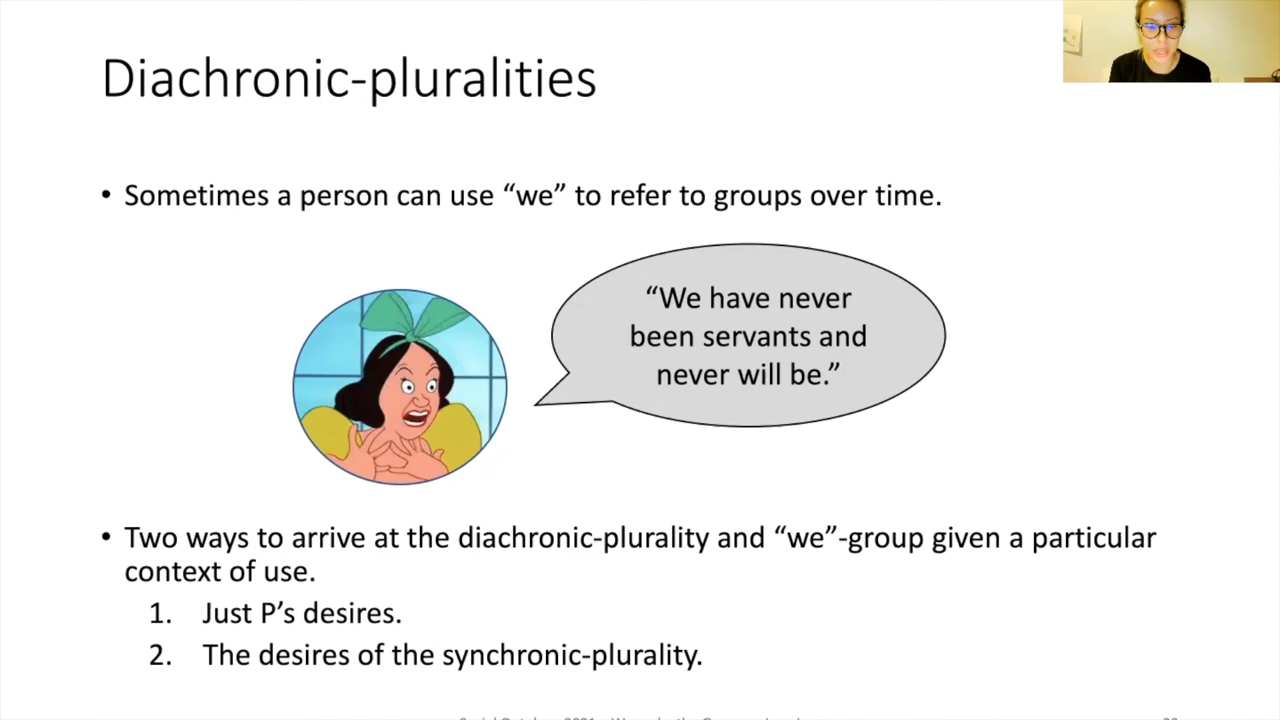 Diachronic-pluralities
• Sometimes a person can use “we” to refer to groups over time.
“We have never
been servants and
never will be.”
• Two ways to arrive at the diachronic-plurality and “we”-group given a particular
context of use.
1. Just P’s desires.
2. The desires of the synchronic-plurality.